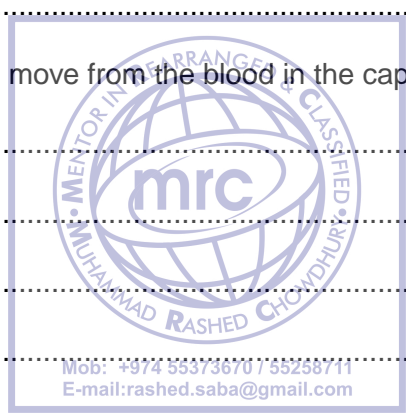 ..........................................................................
move from the blood in the cap
MENTOR IN REARRANGED & CLASSIFIED
..........................................................................
mrc
..........................................................................
..........................................................................
• MUHAMMAD RASHED CHOWDHURY •
..........................................................................
Mob: +974 55373670 / 55258711
E-mail:rashed.saba@gmail.com